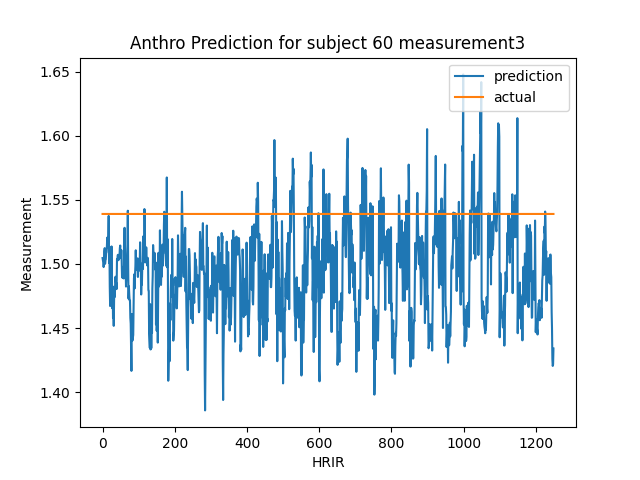 Anthro Prediction for subject 60 measurement3
prediction
actual
1.65
1.60
1.55
1.50
1.45
1.40
Measurement
0 200 400 600 800 1000 1200
HRIR